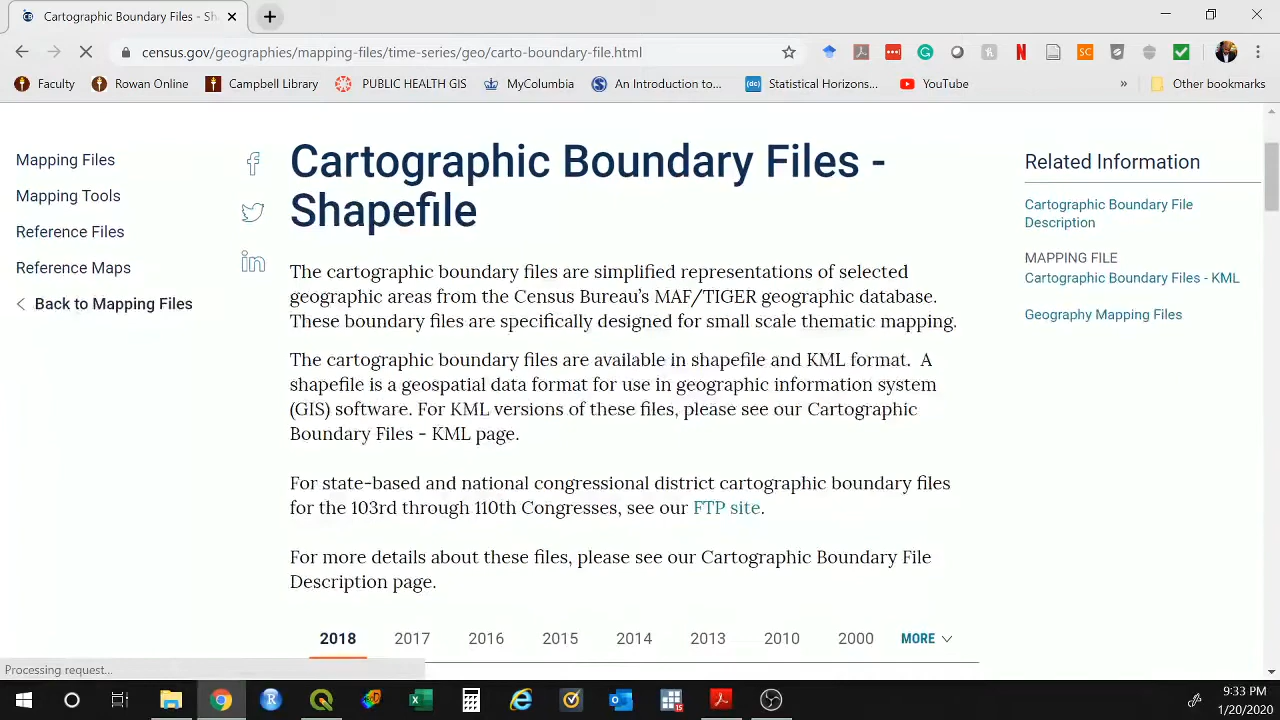 Cartographic Boundary Files - Sh
census.gov/geographies/mapping-files/time-series/geo/carto-boundary-file.html
Faculty
Rowan Online
Campbell Library
PUBLIC HEALTH GIS
MyColumbia
An Introduction to...
Statistical Horizons...
YouTube
»
Other bookmarks
Mapping Files
Mapping Tools
Reference Files
Reference Maps
Back to Mapping Files
Cartographic Boundary Files -
Shapefile
The cartographic boundary files are simplified representations of selected
geographic areas from the Census Bureau's MAF/TIGER geographic database.
These boundary files are specifically designed for small scale thematic mapping.
The cartographic boundary files are available in shapefile and KML format. A
shapefile is a geospatial data format for use in geographic information system
(GIS) software. For KML versions of these files, please see our Cartographic
Boundary Files - KML page.
For state-based and national congressional district cartographic boundary files
for the 103rd through 110th Congresses, see our FTP site.
For more details about these files, please see our Cartographic Boundary File
Description page.
2018 2017 2016 2015 2014 2013 2010 2000 MORE
Related Information
Cartographic Boundary File
Description
MAPPING FILE
Cartographic Boundary Files - KML
Geography Mapping Files
Processing request...
9:33 PM
1/20/2020